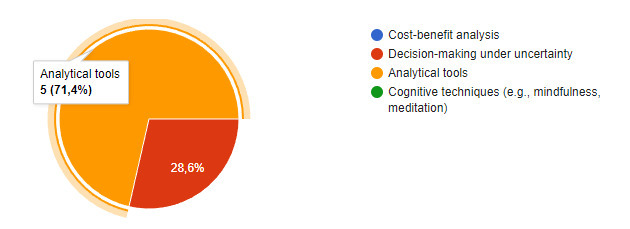 Analytical tools
5 (71,4%)
28,6%
Cost-benefit analysis
Decision-making under uncertainty
Analytical tools
Cognitive techniques (e.g., mindfulness,
meditation)